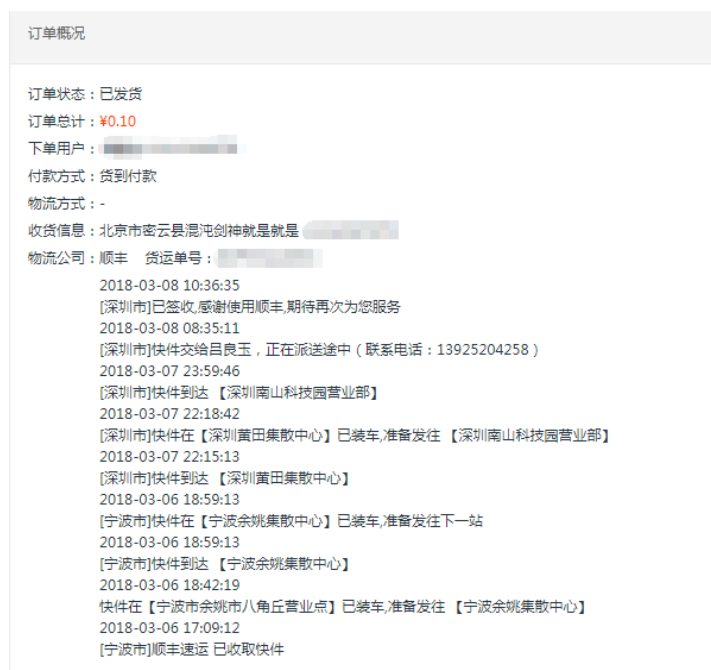 订单概况
订单状态：已发货
订单总计：¥0.10
下单用户：
付款方式：货到付款
物流方式：-
收货信息：北京市密云县混沌剑神就是就是
物流公司：顺丰 货运单号：
2018-03-08 10:36:35
[深圳市]已签收,感谢使用顺丰,期待再次为您服务
2018-03-08 08:35:11
[深圳市]快件交给吕良玉，正在派送途中（联系电话：13925204258）
2018-03-07 23:59:46
[深圳市]快件到达 【深圳南山科技园营业部】
2018-03-07 22:18:42
[深圳市]快件在【深圳黄田集散中心】已装车,准备发往 【深圳南山科技园营业部】
2018-03-07 22:15:13
[深圳市]快件到达 【深圳黄田集散中心】
2018-03-06 18:59:13
[宁波市]快件在【宁波余姚集散中心】已装车,准备发往下一站
2018-03-06 18:59:13
[宁波市]快件到达 【宁波余姚集散中心】
2018-03-06 18:42:19
快件在【宁波市余姚市八角丘营业点】已装车,准备发往 【宁波余姚集散中心】
2018-03-06 17:09:12
[宁波市]顺丰速运 已收取快件